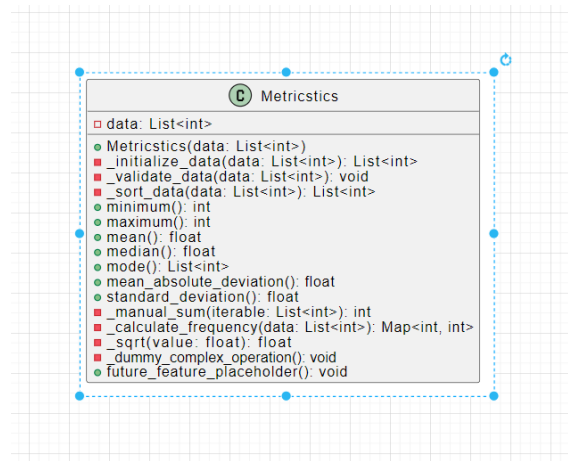 C Metricstics
data: List<int>
Metricstics(data: List<int>)
_initialize_data(data: List<int>): List<int>
_validate_data(data: List<int>): void
_sort_data(data: List<int>): List<int>
minimum(): int
maximum(): int
mean(): float
median(): float
mode(): List<int>
mean_absolute_deviation(): float
standard_deviation(): float
_manual_sum(iterable: List<int>): int
_calculate_frequency(data: List<int>): Map<int, int>
_sqrt(value: float): float
_dummy_complex_operation(): void
future_feature_placeholder(): void